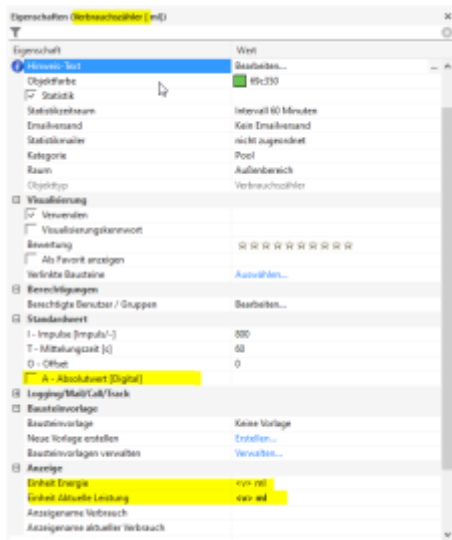 Eigenschaften (Verbrauchszähler [ ml])
Eigenschaft Wert
Hinweis-Text Bearbeiten... ...
Objektfarbe 69c350
Statistik
Statistikzeitraum Intervall 60 Minuten
Emailversand Kein Emailversand
Statistikmailer nicht zugeordnet
Kategorie Pool
Raum Außenbereich
Objekttyp Verbrauchszähler
Visualisierung
Verwenden
Visualisierungskennwort
Bewertung
Als Favorit anzeigen
Verlinkte Bausteine Auswählen...
Berechtigungen
Berechtigte Benutzer / Gruppen Bearbeiten...
Standardwert
I - Impulse [Impuls/-] 800
T - Mittelungszeit [s] 60
O - Offset 0
A - Absolutwert [Digital]
Logging/Mail/Call/Track
Bausteinvorlage
Bausteinvorlage Keine Vorlage
Neue Vorlage erstellen Erstellen...
Bausteinvorlagen verwalten Verwalten...
Anzeige
Einheit Energie <v> ml
Einheit Aktuelle Leistung <v> ml
Anzeigename Verbrauch
Anzeigename aktueller Verbrauch